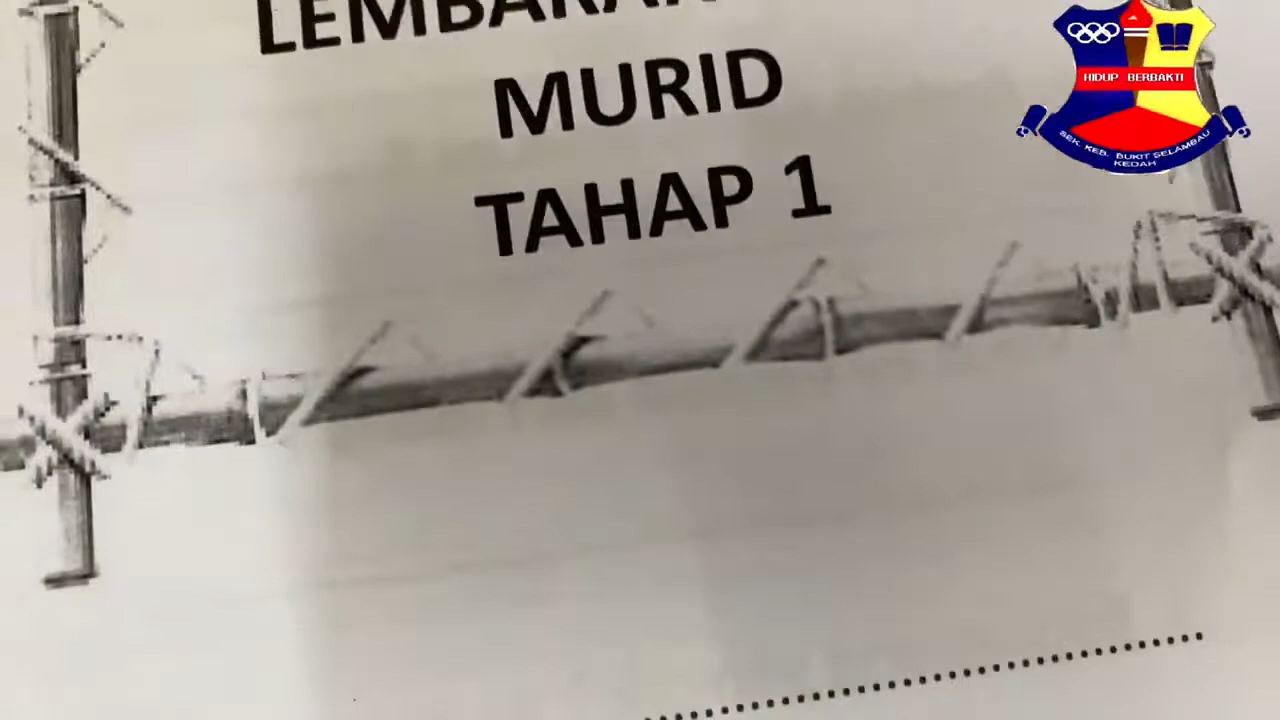 MURID
TAHAP 1
HIDUP BERBAKTI
SEK. KEB. BUKIT SELAMBAU
KEDAH